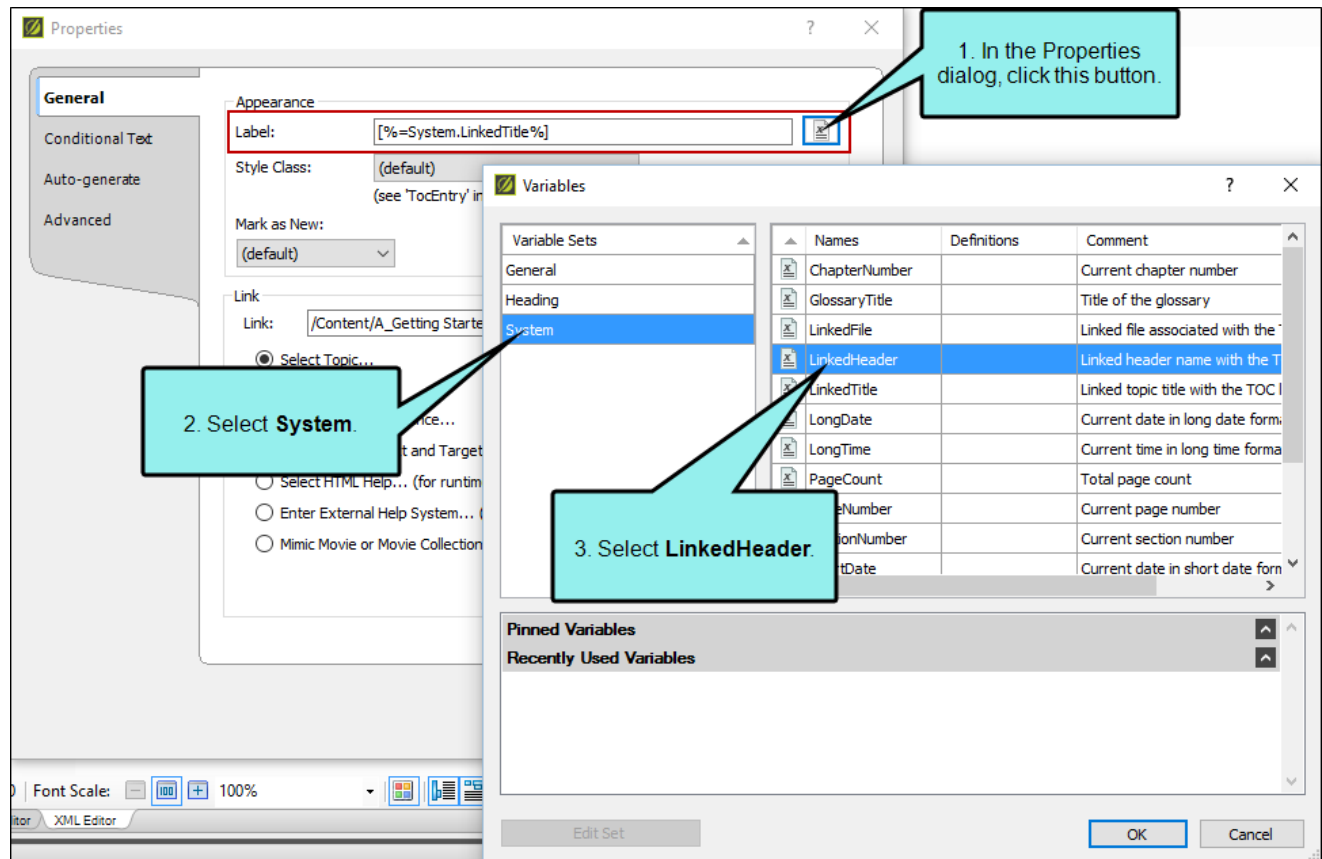 Properties
?
1. In the Properties
dialog, click this button.
General
Conditional Text
Auto-generate
Advanced
Appearance
Label:
[%=System.LinkedTitle%]
Style Class:
(default)
(see 'TocEntry' in
Mark as New:
(default)
Link
Link:
/Content/A_Getting Starte
Select Topic...
t and Target
Select HTML Help... (for runtim
Enter External Help System... (
Mimic Movie or Movie Collection
2. Select System.
Variables
?
Variable Sets
General
Heading
System
Names Definitions Comment
ChapterNumber Current chapter number
GlossaryTitle Title of the glossary
LinkedFile Linked file associated with the
LinkedHeader Linked header name with the T
LinkedTitle Linked topic title with the TOC l
LongDate Current date in long date forma
LongTime Current time in long time forma
PageCount Total page count
eNumber Current page number
ionNumber Current section number
tDate Current date in short date form
3. Select LinkedHeader.
Pinned Variables
Recently Used Variables
Edit Set
OK
Cancel
Font Scale:
100%
itor
XML Editor